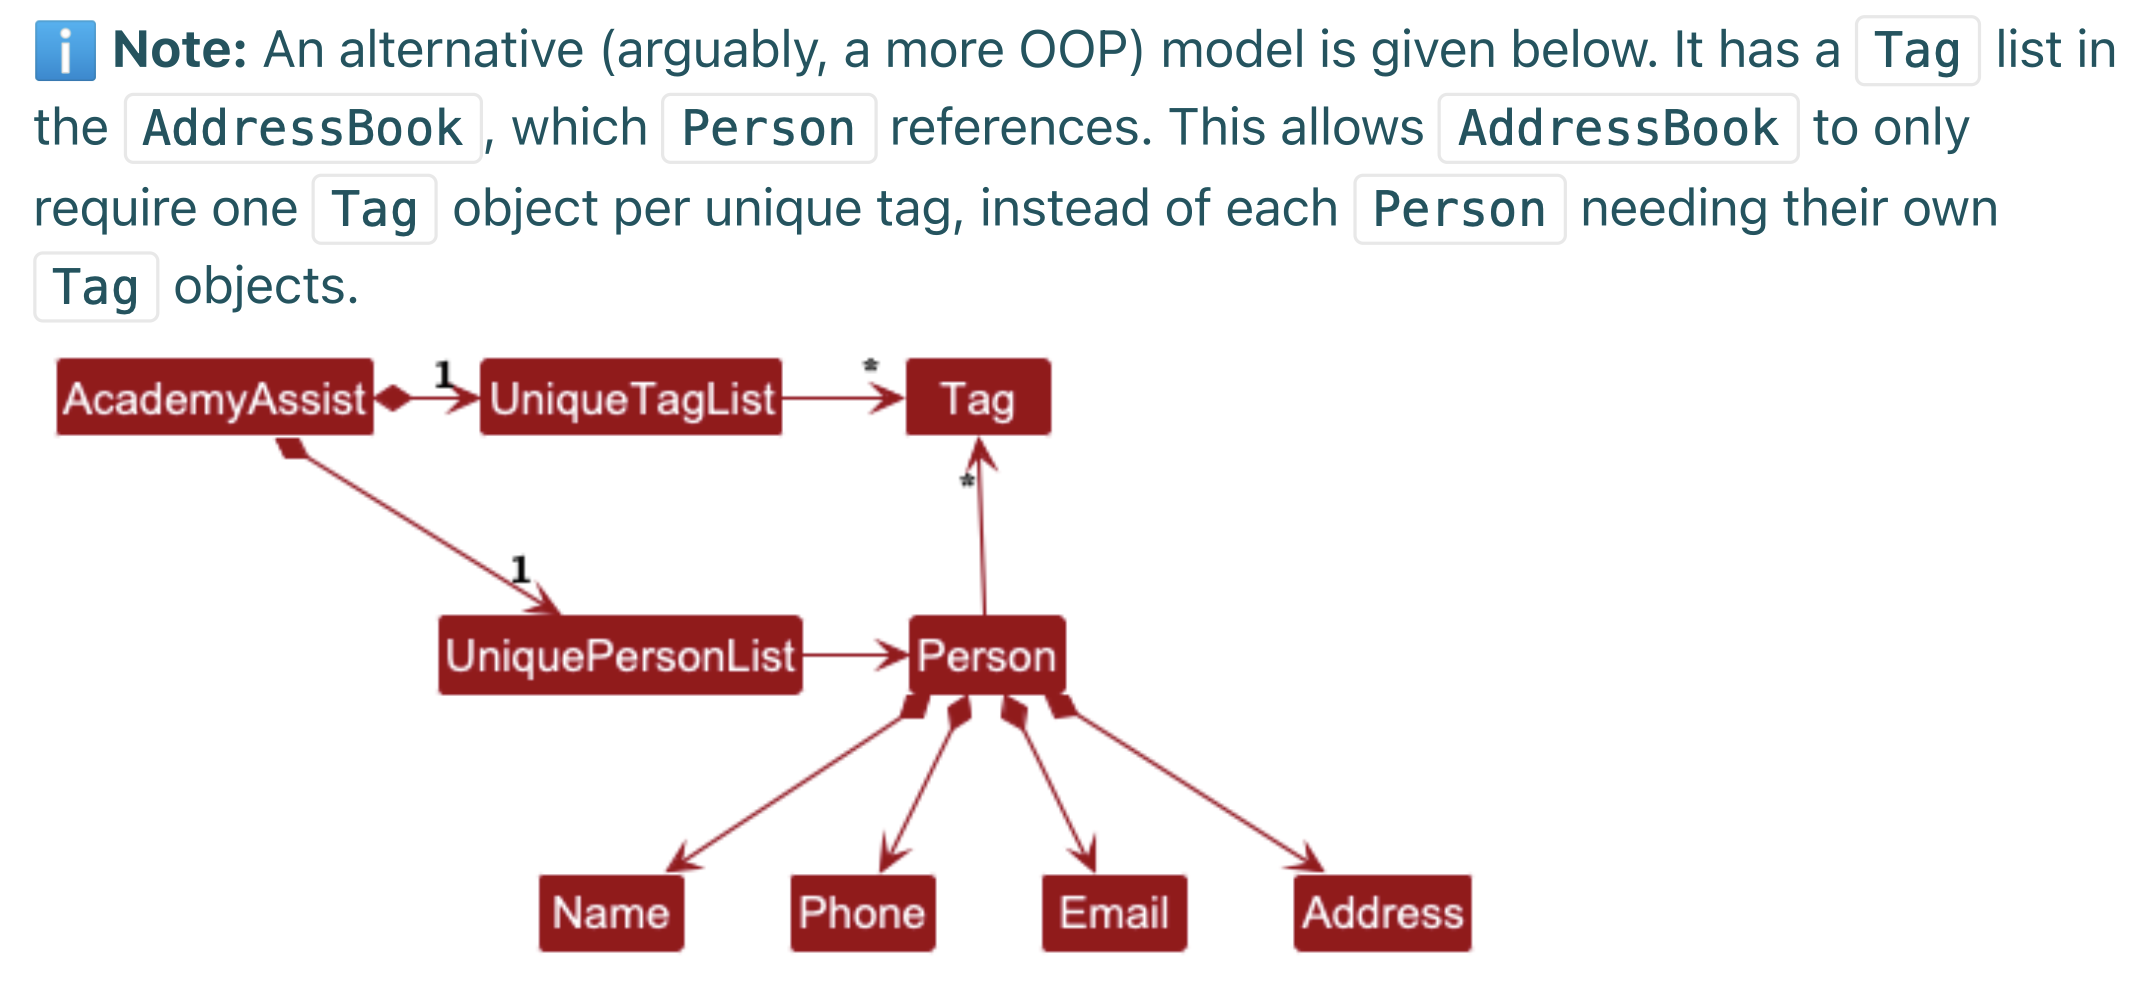 Note: An alternative (arguably, a more OOP) model is given below. It has a Tag list in
the AddressBook, which Person references. This allows AddressBook to only
require one Tag object per unique tag, instead of each Person needing their own
Tag objects.
AcademyAssist 1 UniqueTagList * Tag
*
1
UniquePersonList Person
Name Phone Email Address